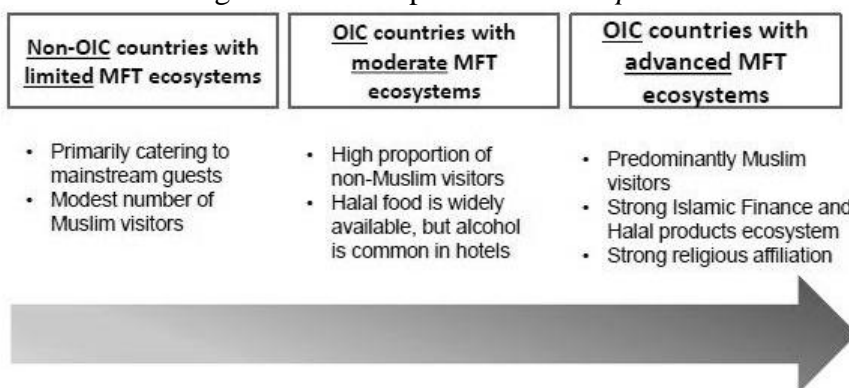 Non-OIC countries with
limited MFT ecosystems
OIC countries with
moderate MFT
ecosystems
OIC countries with
advanced MFT
ecosystems
• Primarily catering to
mainstream guests
• Modest number of
Muslim visitors
• High proportion of
non-Muslim visitors
• Halal food is widely
available, but alcohol
is common in hotels
• Predominantly Muslim
visitors
• Strong Islamic Finance and
Halal products ecosystem
• Strong religious affiliation